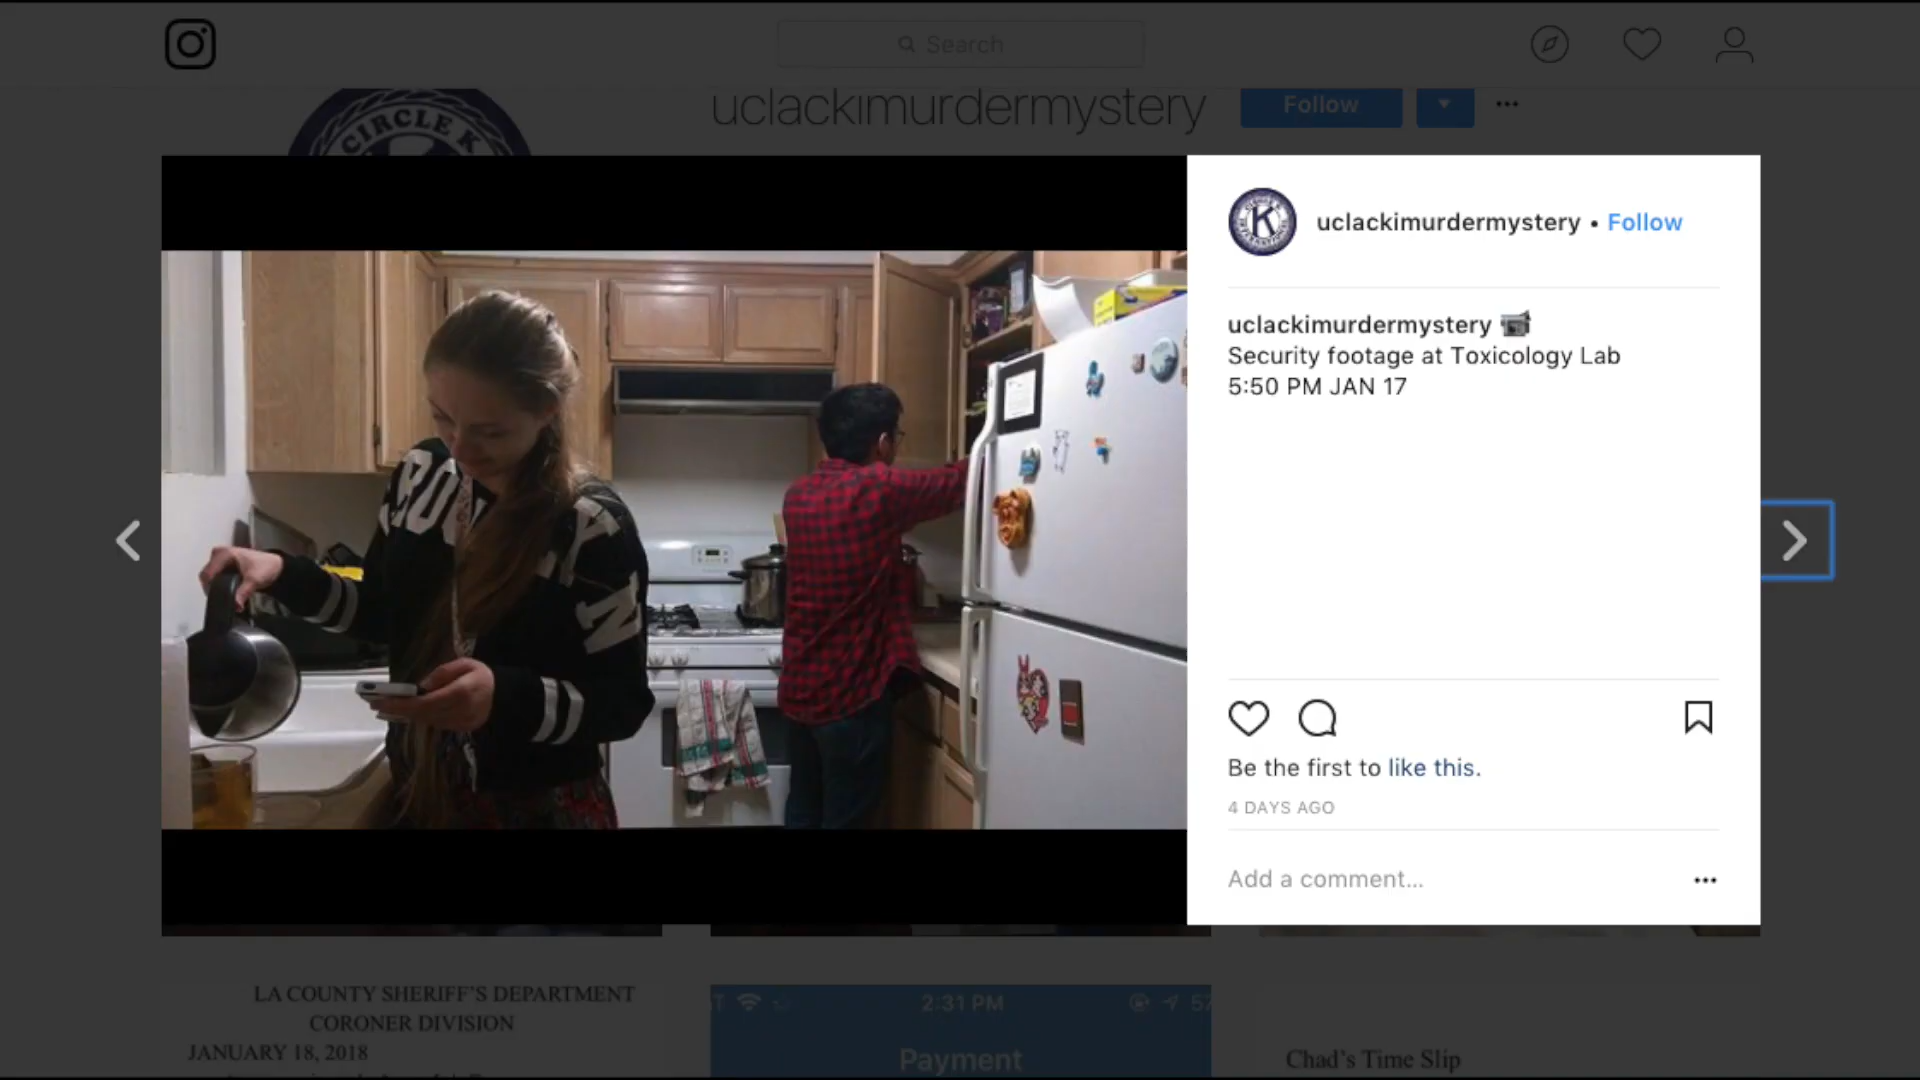 Search
uclackimurdermystery
Follow
CIRCLE K
uclackimurdermystery • Follow
uclackimurdermystery
Security footage at Toxicology Lab
5:50 PM JAN 17
Be the first to like this.
4 DAYS AGO
Add a comment...
LA COUNTY SHERIFF'S DEPARTMENT
CORONER DIVISION
JANUARY 18, 2018
2:31 PM
Payment
Chad's Time Slip